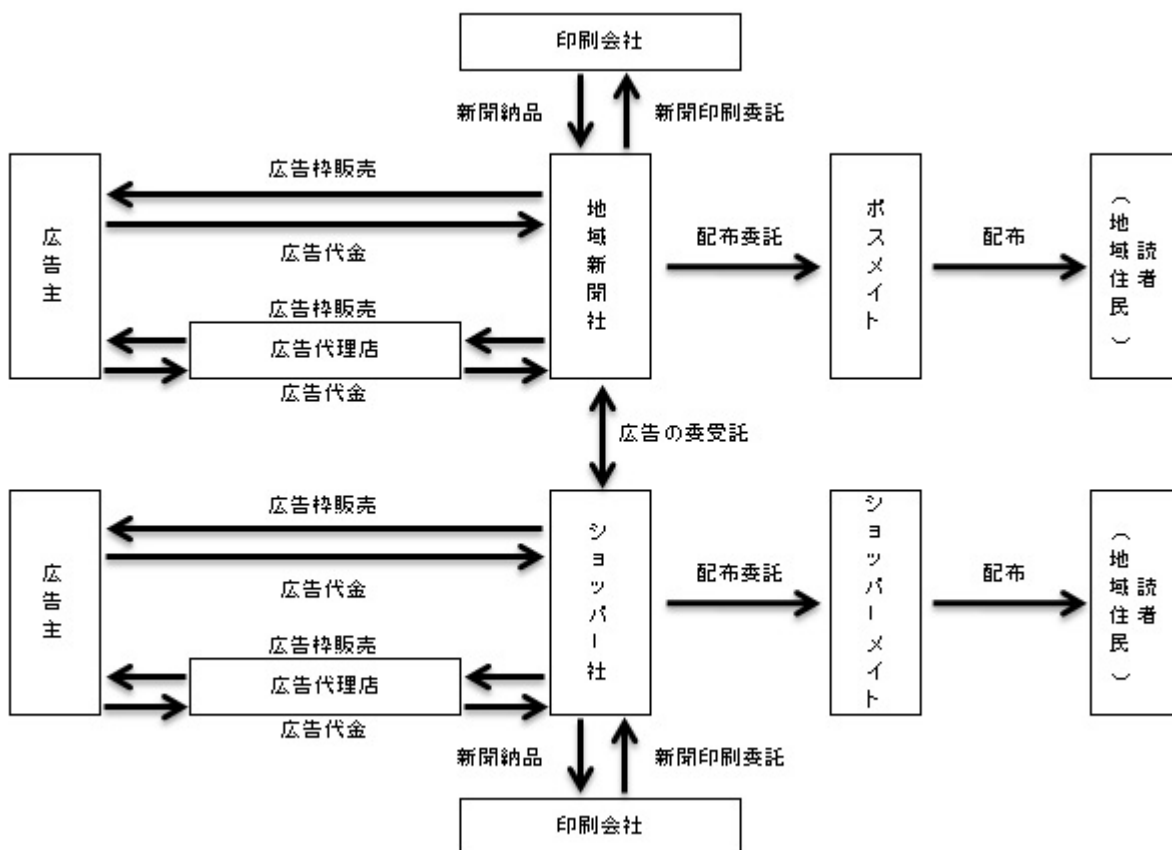 印刷会社
新聞納品
新聞印刷委託
広告枠販売
広告代金
広告主
地域新聞社
配布委託
ポスメイト
配布
読者
（地域住民）
広告枠販売
広告代理店
広告代金
広告の委受託
広告枠販売
広告代金
広告主
ショッパー社
配布委託
ショッパーメイト
配布
読者
（地域住民）
広告枠販売
広告代理店
広告代金
新聞納品
新聞印刷委託
印刷会社